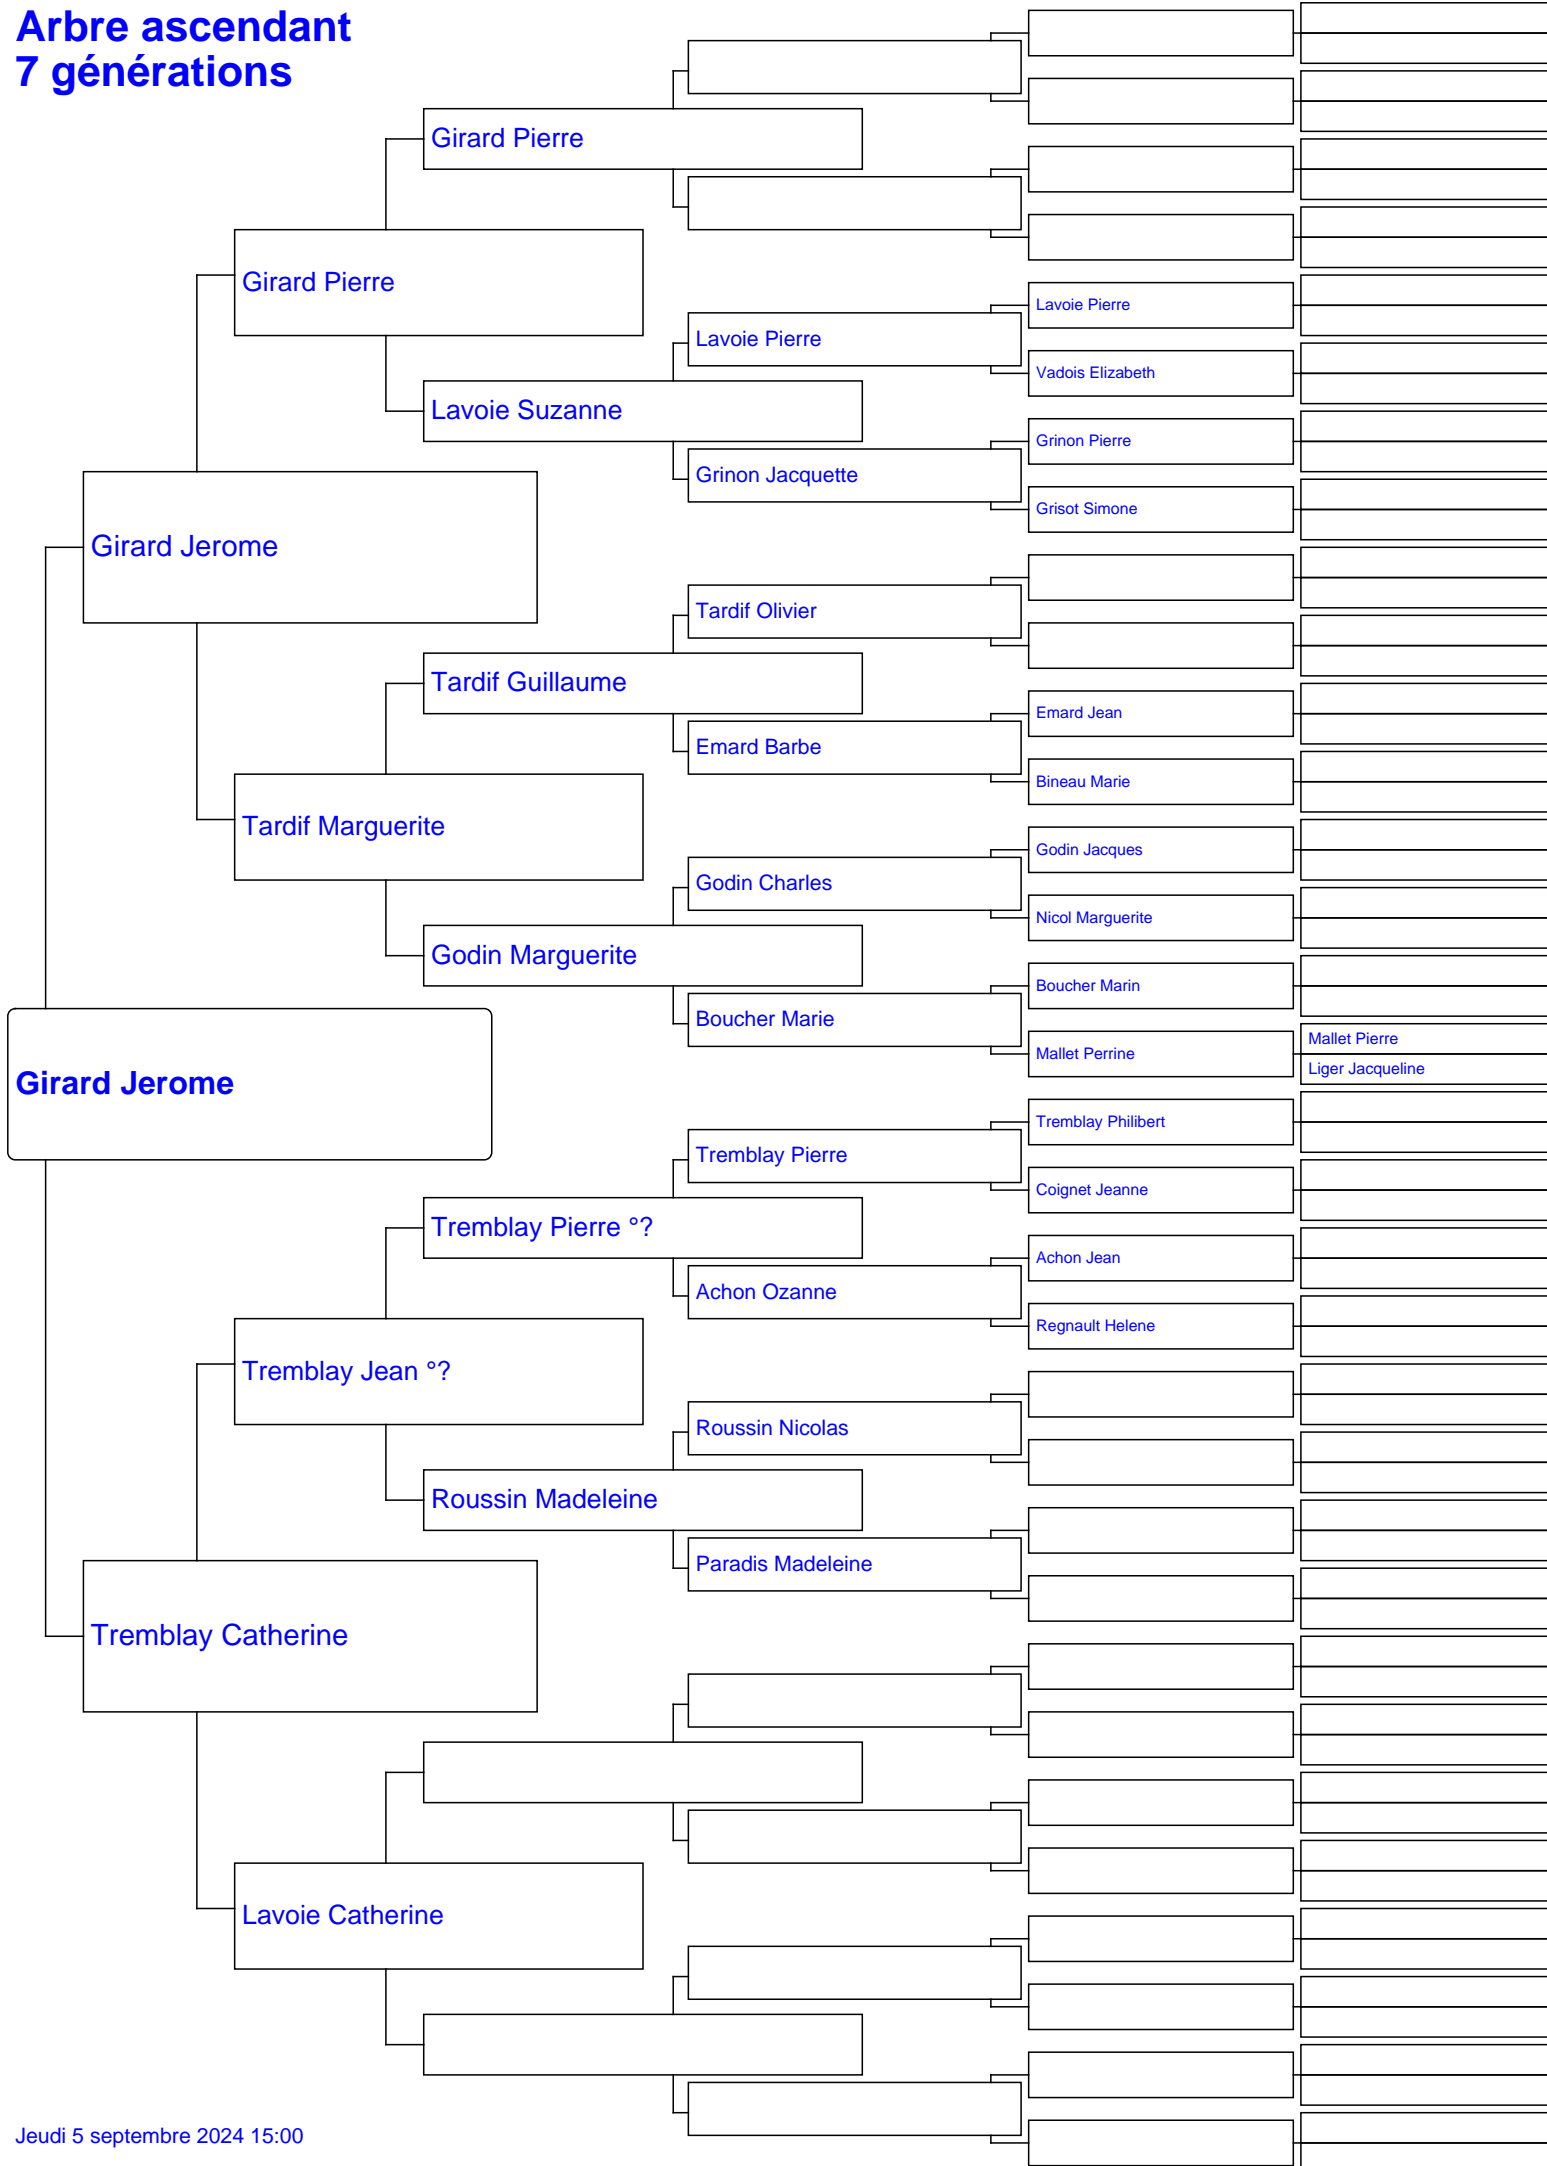 Arbre ascendant
7 générations
Girard Pierre
Girard Pierre
Lavoie Pierre
Lavoie Pierre
Vadois Elizabeth
Lavoie Suzanne
Grinon Pierre
Grinon Jacquette
Grisot Simone
Girard Jerome
Tardif Olivier
Tardif Guillaume
Emard Jean
Emard Barbe
Bineau Marie
Tardif Marguerite
Godin Jacques
Godin Charles
Nicol Marguerite
Godin Marguerite
Boucher Marin
Boucher Marie
Mallet Pierre
Mallet Perrine
Liger Jacqueline
Girard Jerome
Tremblay Philibert
Tremblay Pierre
Coignet Jeanne
Tremblay Pierre °?
Achon Jean
Achon Ozanne
Regnault Helene
Tremblay Jean °?
Roussin Nicolas
Roussin Madeleine
Paradis Madeleine
Tremblay Catherine
Lavoie Catherine
Jeudi 5 septembre 2024 15:00